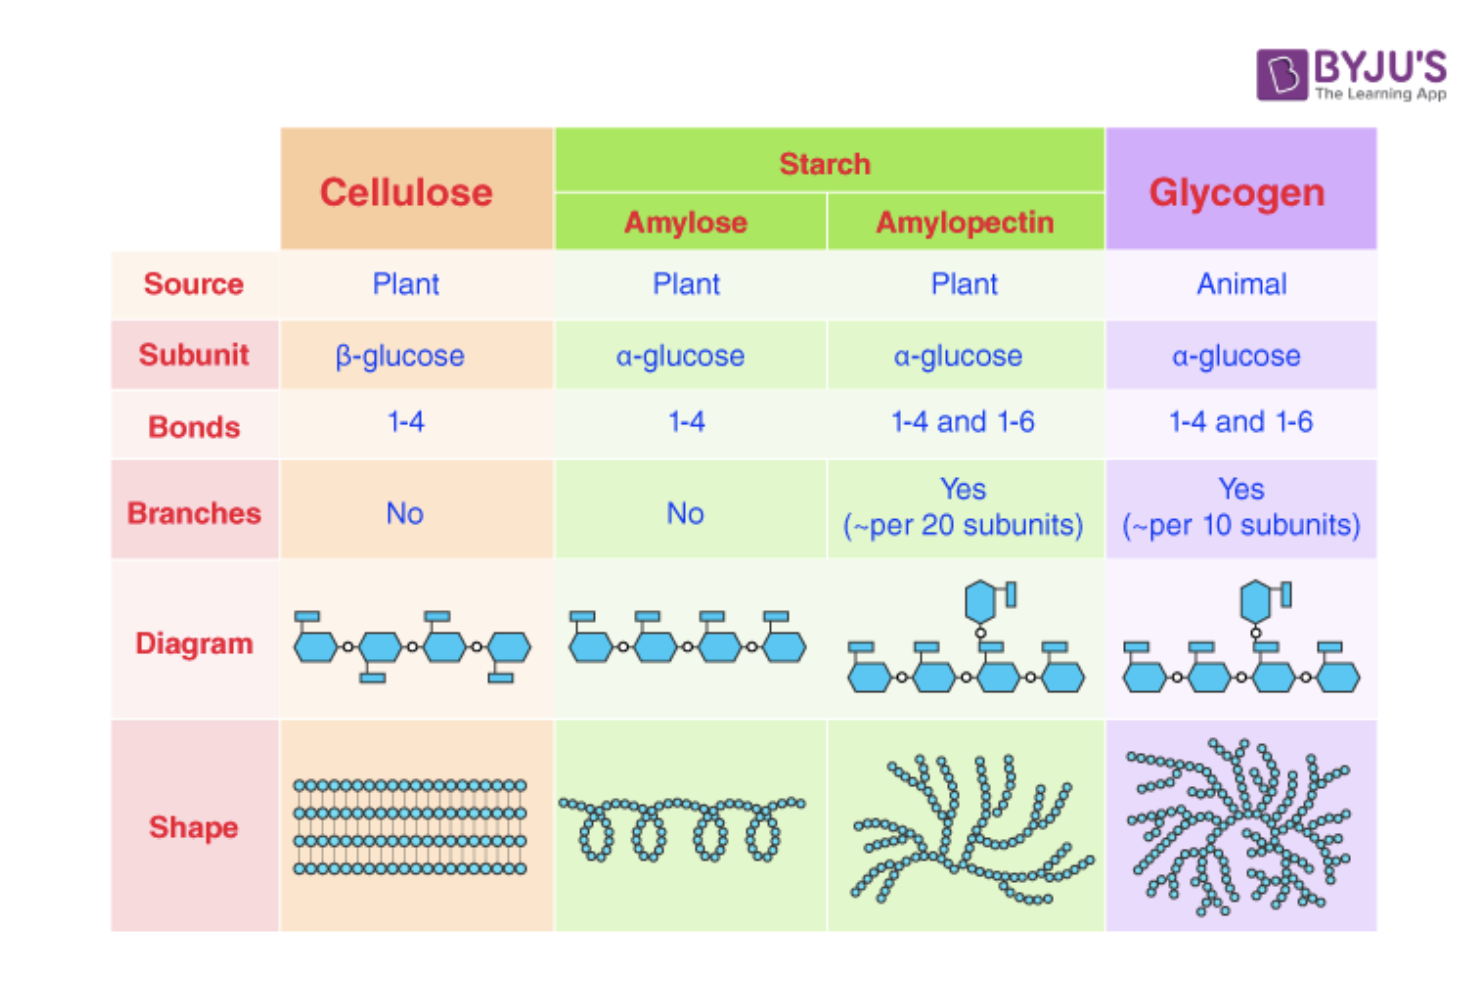 BYJU'S
The Learning App
Cellulose
Starch
Glycogen
Amylose
Amylopectin
Source
Plant
Plant
Plant
Animal
Subunit
β-glucose
α-glucose
α-glucose
α-glucose
Bonds
1-4
1-4
1-4 and 1-6
1-4 and 1-6
Branches
No
No
Yes
(~per 20 subunits)
Yes
(~per 10 subunits)
Diagram
Shape